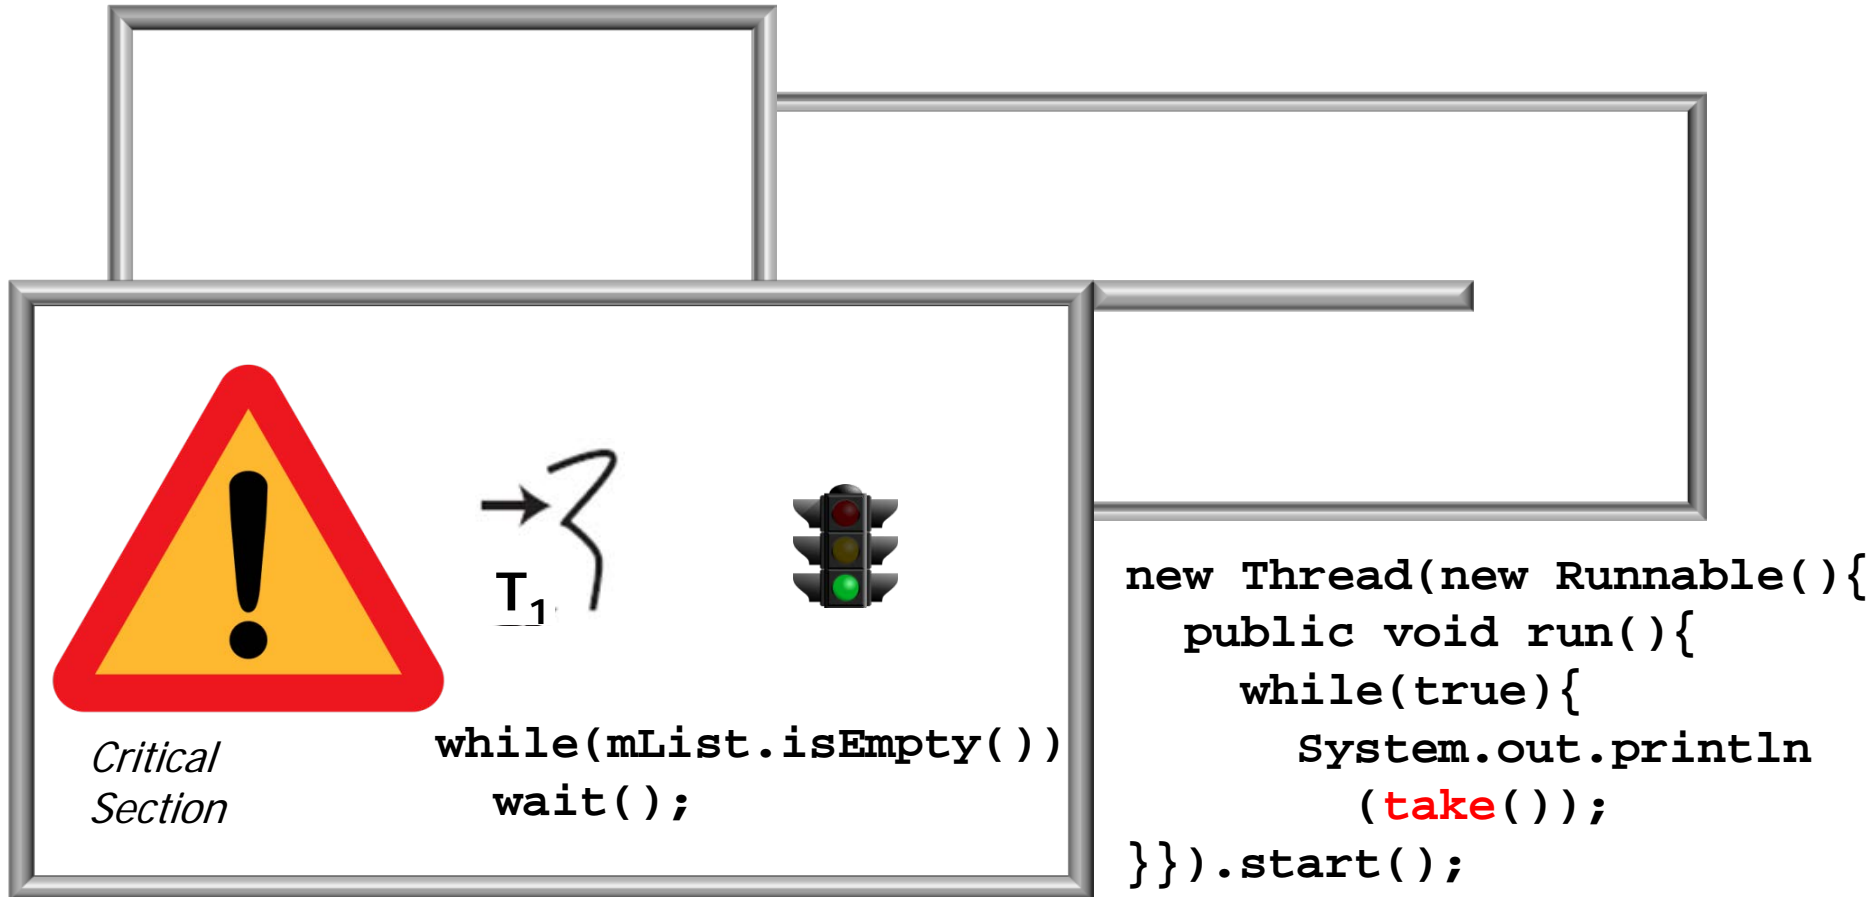 T₁
while(mList.isEmpty())
wait();
Critical
Section
new Thread(new Runnable(){
public void run(){
while(true){
System.out.println
(take());
}}).start();